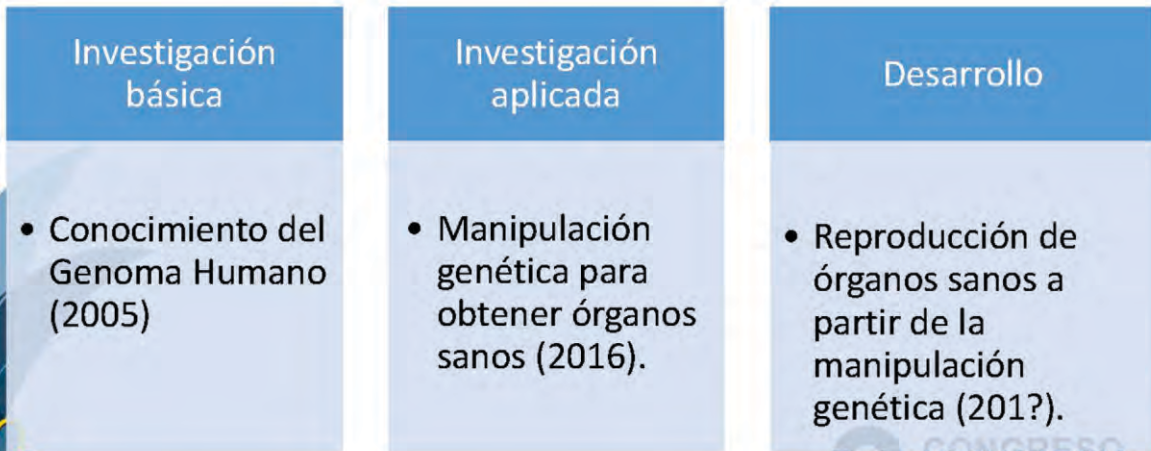 Investigación
básica
• Conocimiento del
Genoma Humano
(2005)
Investigación
aplicada
• Manipulación
genética para
obtener órganos
sanos (2016).
Desarrollo
• Reproducción de
órganos sanos a
partir de la
manipulación
genética (201?).
CONGRESO